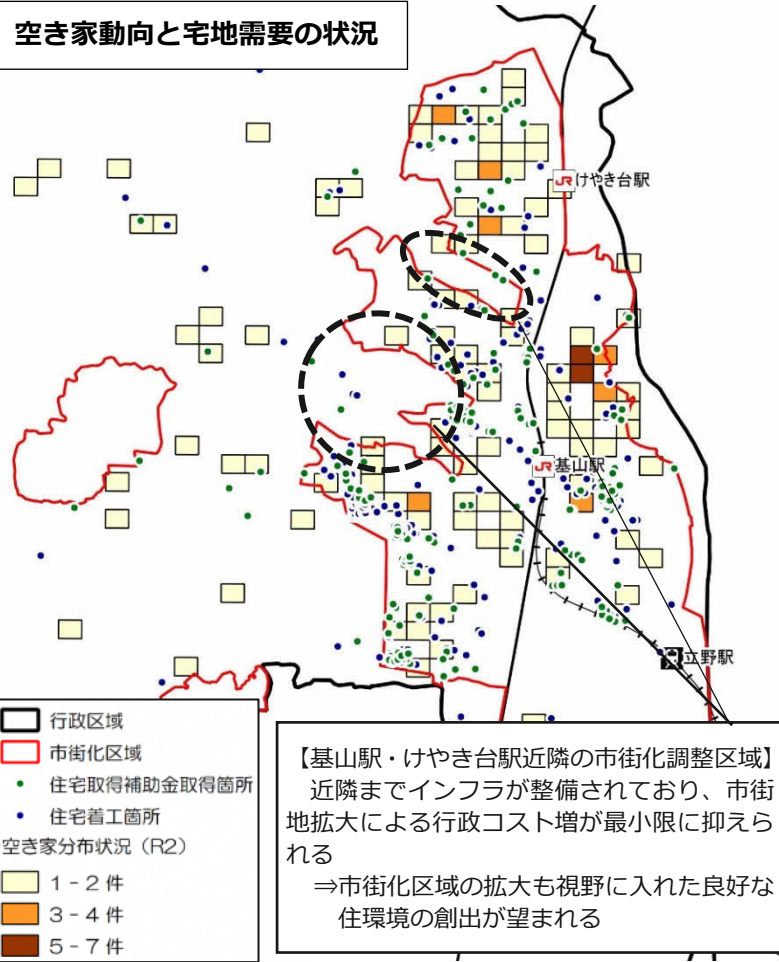 空き家動向と宅地需要の状況
JRけやき台駅
JR基山駅
立野駅
行政区域
市街化区域
住宅取得補助金取得箇所
住宅着工箇所
空き家分布状況（R2）
1 - 2 件
3 - 4 件
5 - 7 件
【基山駅・けやき台駅近隣の市街化調整区域】
近隣までインフラが整備されており、市街
地拡大による行政コスト増が最小限に抑えら
れる
⇒市街化区域の拡大も視野に入れた良好な
住環境の創出が望まれる